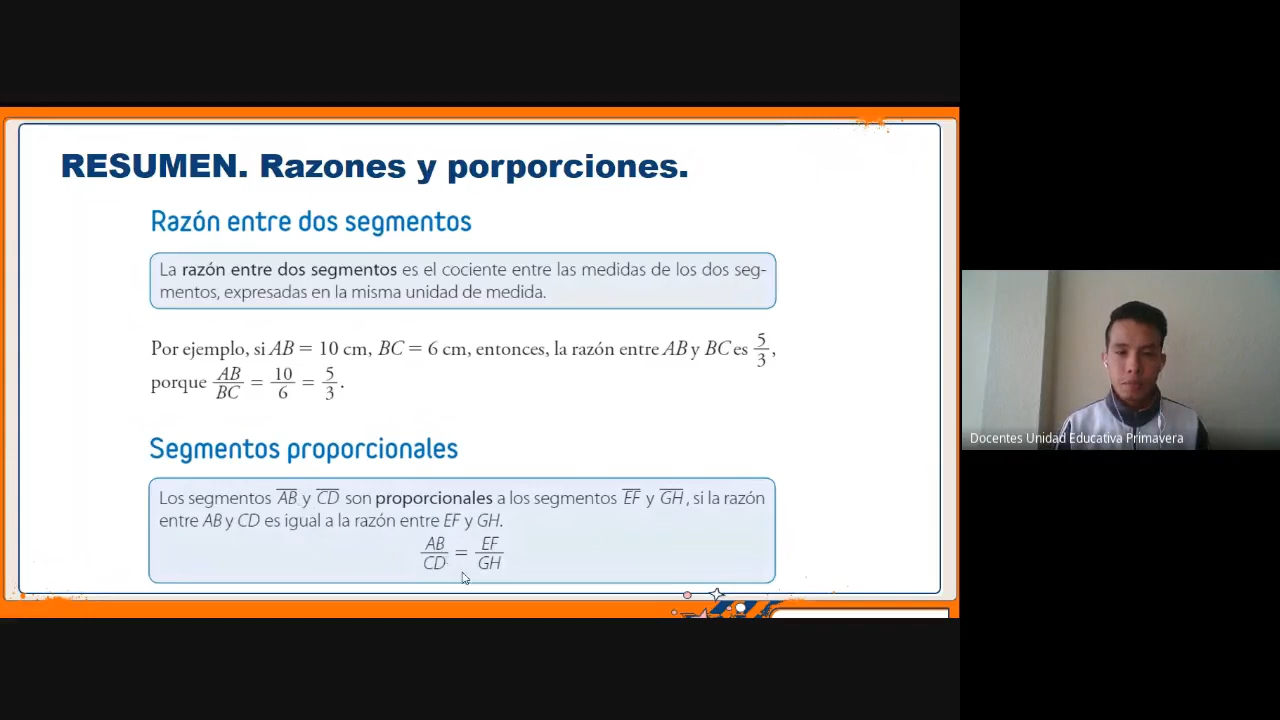 RESUMEN. Razones y porporciones.
Razón entre dos segmentos
La razón entre dos segmentos es el cociente entre las medidas de los dos seg-
mentos, expresadas en la misma unidad de medida.
Por ejemplo, si AB = 10 cm, BC = 6 cm, entonces, la razón entre AB y BC es 5/3,
porque AB/BC = 10/6 = 5/3.
Segmentos proporcionales
Los segmentos A̅B̅ y C̅D̅ son proporcionales a los segmentos E̅F̅ y G̅H̅, si la razón
entre AB y CD es igual a la razón entre EF y GH.
AB/CD = EF/GH
Docentes Unidad Educativa Primavera